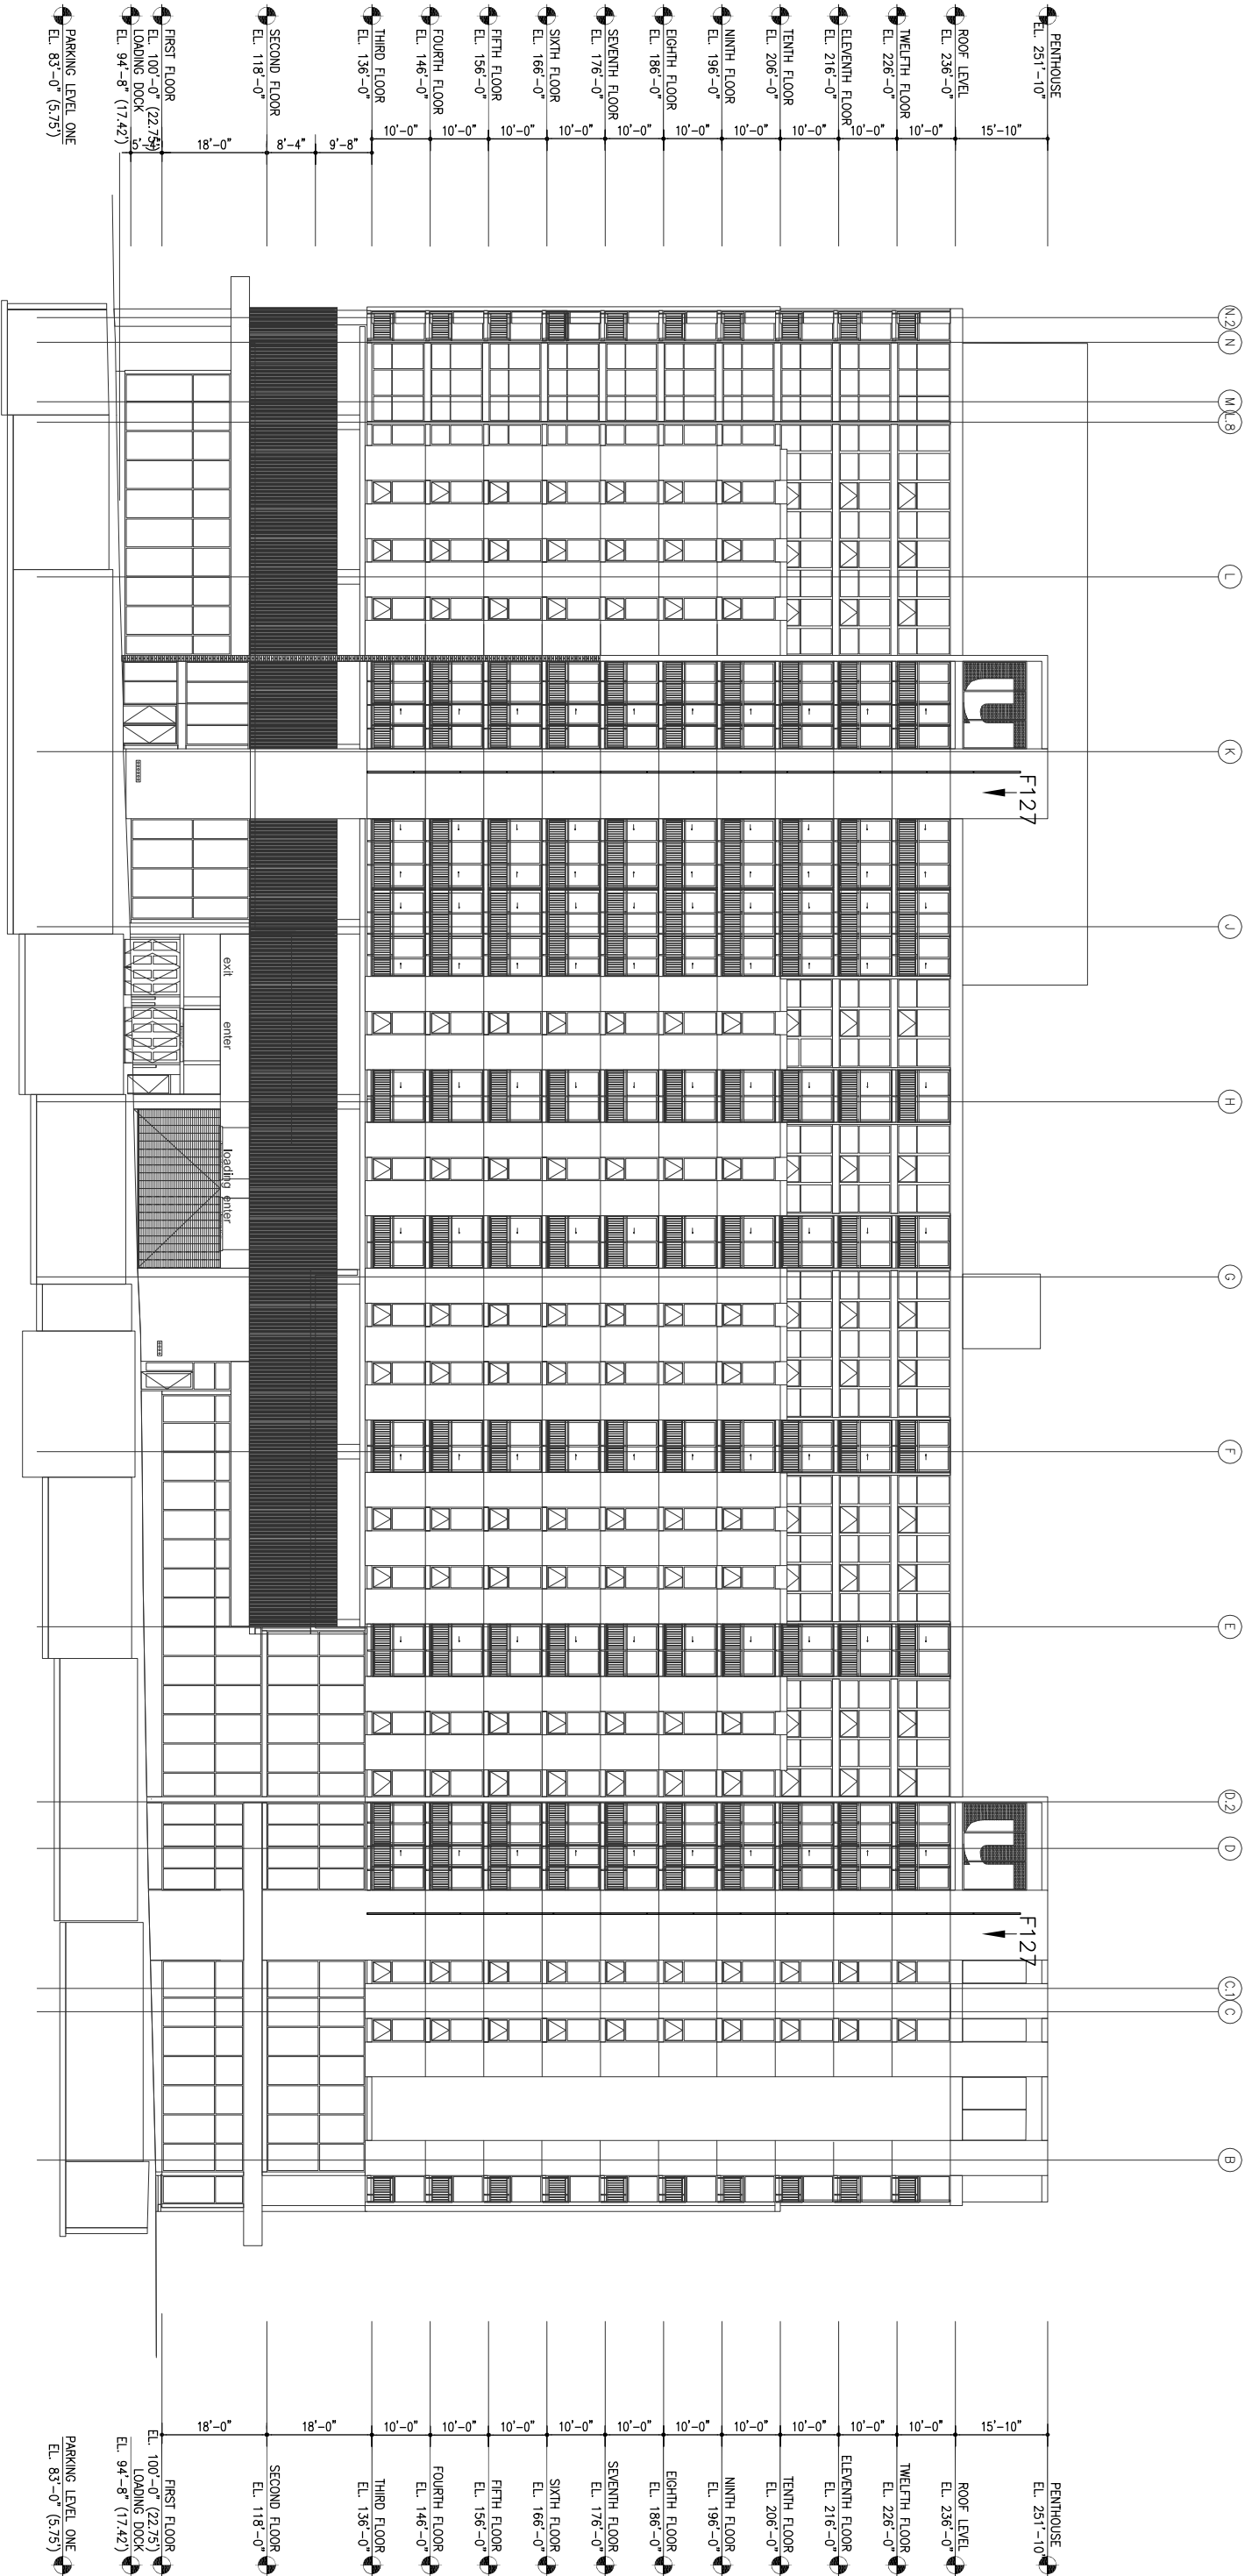 N.2
N
M
L.8
L
K
J
H
G
F
E
D.2
D
C.1
C
B
PENTHOUSE
EL. 251'-10"
15'-10"
ROOF LEVEL
EL. 236'-0"
10'-0"
TWELFTH FLOOR
EL. 226'-0"
10'-0"
ELEVENTH FLOOR
EL. 216'-0"
10'-0"
TENTH FLOOR
EL. 206'-0"
10'-0"
NINTH FLOOR
EL. 196'-0"
10'-0"
EIGHTH FLOOR
EL. 186'-0"
10'-0"
SEVENTH FLOOR
EL. 176'-0"
10'-0"
SIXTH FLOOR
EL. 166'-0"
10'-0"
FIFTH FLOOR
EL. 156'-0"
10'-0"
FOURTH FLOOR
EL. 146'-0"
10'-0"
THIRD FLOOR
EL. 136'-0"
9'-8"
8'-4"
SECOND FLOOR
EL. 118'-0"
18'-0"
FIRST FLOOR
EL. 100'-0" (22.75')
5'-4"
LOADING DOCK
EL. 94'-8" (17.42')
PARKING LEVEL ONE
EL. 83'-0" (5.75')
F127
F127
exit
enter
loading enter
PENTHOUSE
EL. 251'-10"
15'-10"
ROOF LEVEL
EL. 236'-0"
10'-0"
TWELFTH FLOOR
EL. 226'-0"
10'-0"
ELEVENTH FLOOR
EL. 216'-0"
10'-0"
TENTH FLOOR
EL. 206'-0"
10'-0"
NINTH FLOOR
EL. 196'-0"
10'-0"
EIGHTH FLOOR
EL. 186'-0"
10'-0"
SEVENTH FLOOR
EL. 176'-0"
10'-0"
SIXTH FLOOR
EL. 166'-0"
10'-0"
FIFTH FLOOR
EL. 156'-0"
10'-0"
FOURTH FLOOR
EL. 146'-0"
10'-0"
THIRD FLOOR
EL. 136'-0"
18'-0"
SECOND FLOOR
EL. 118'-0"
18'-0"
FIRST FLOOR
EL. 100'-0" (22.75')
LOADING DOCK
EL. 94'-8" (17.42')
PARKING LEVEL ONE
EL. 83'-0" (5.75')